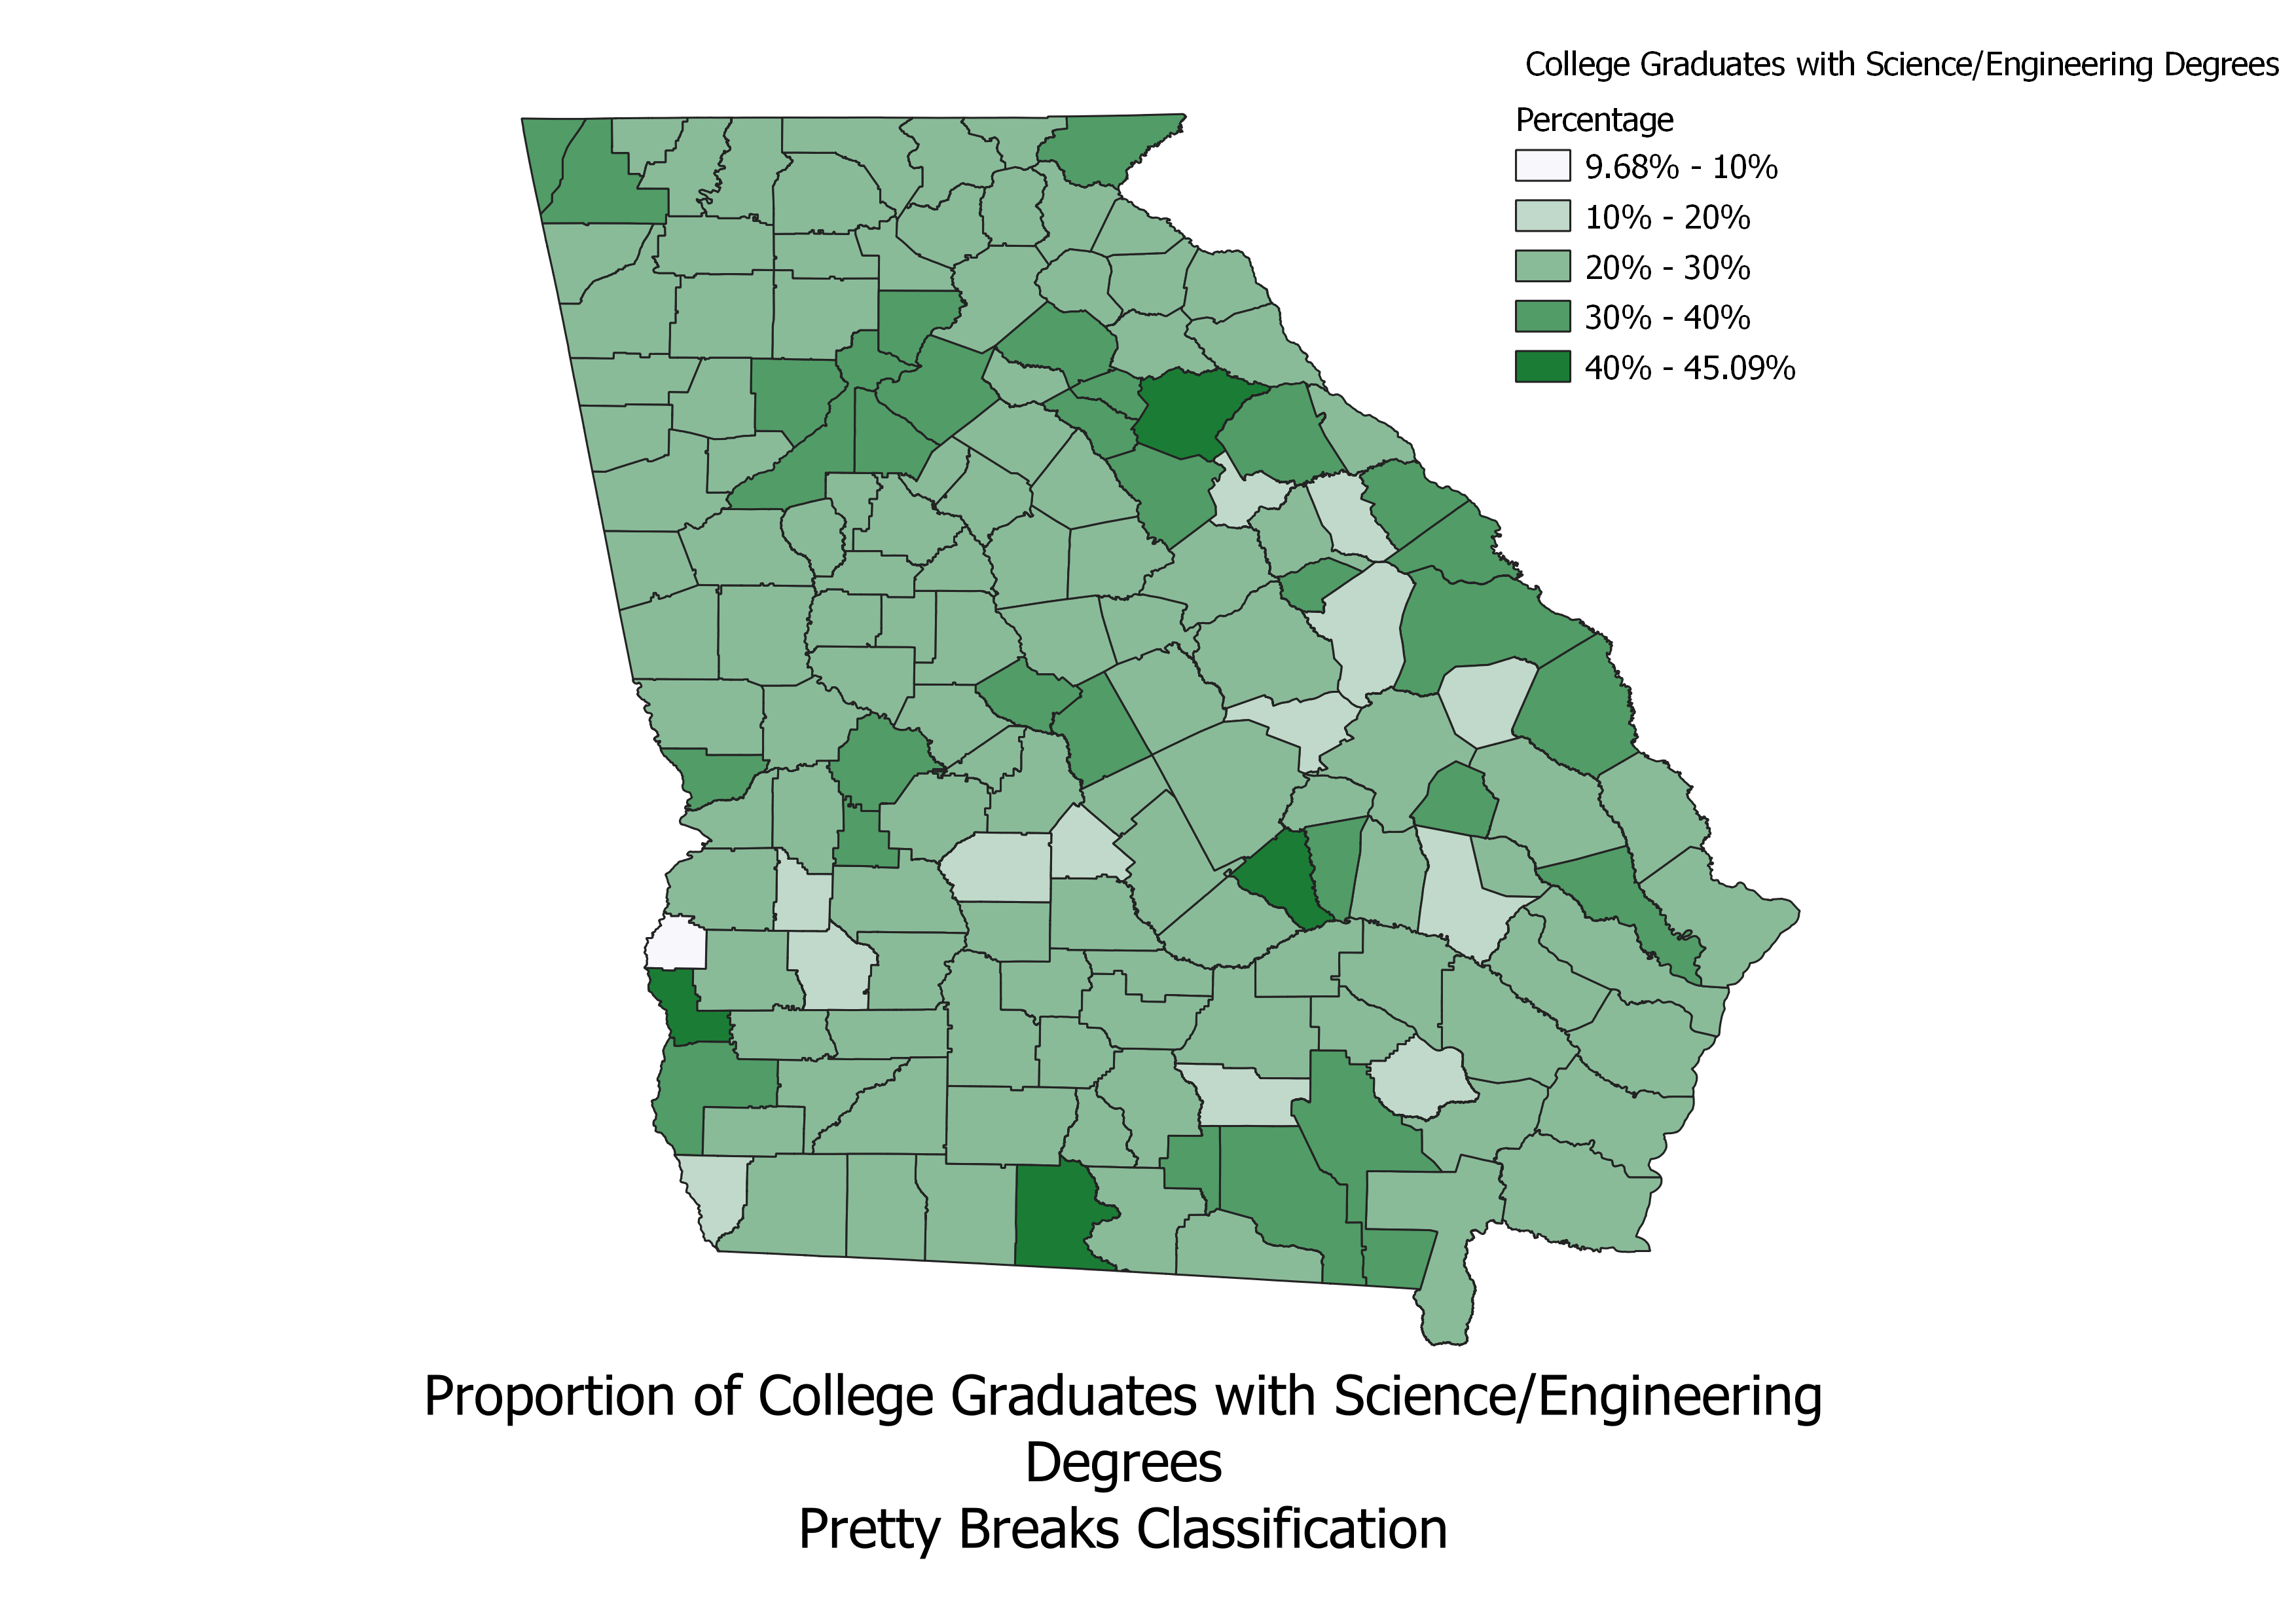 College Graduates with Science/Engineering Degrees
Percentage
9.68% - 10%
10% - 20%
20% - 30%
30% - 40%
40% - 45.09%
Proportion of College Graduates with Science/Engineering
Degrees
Pretty Breaks Classification